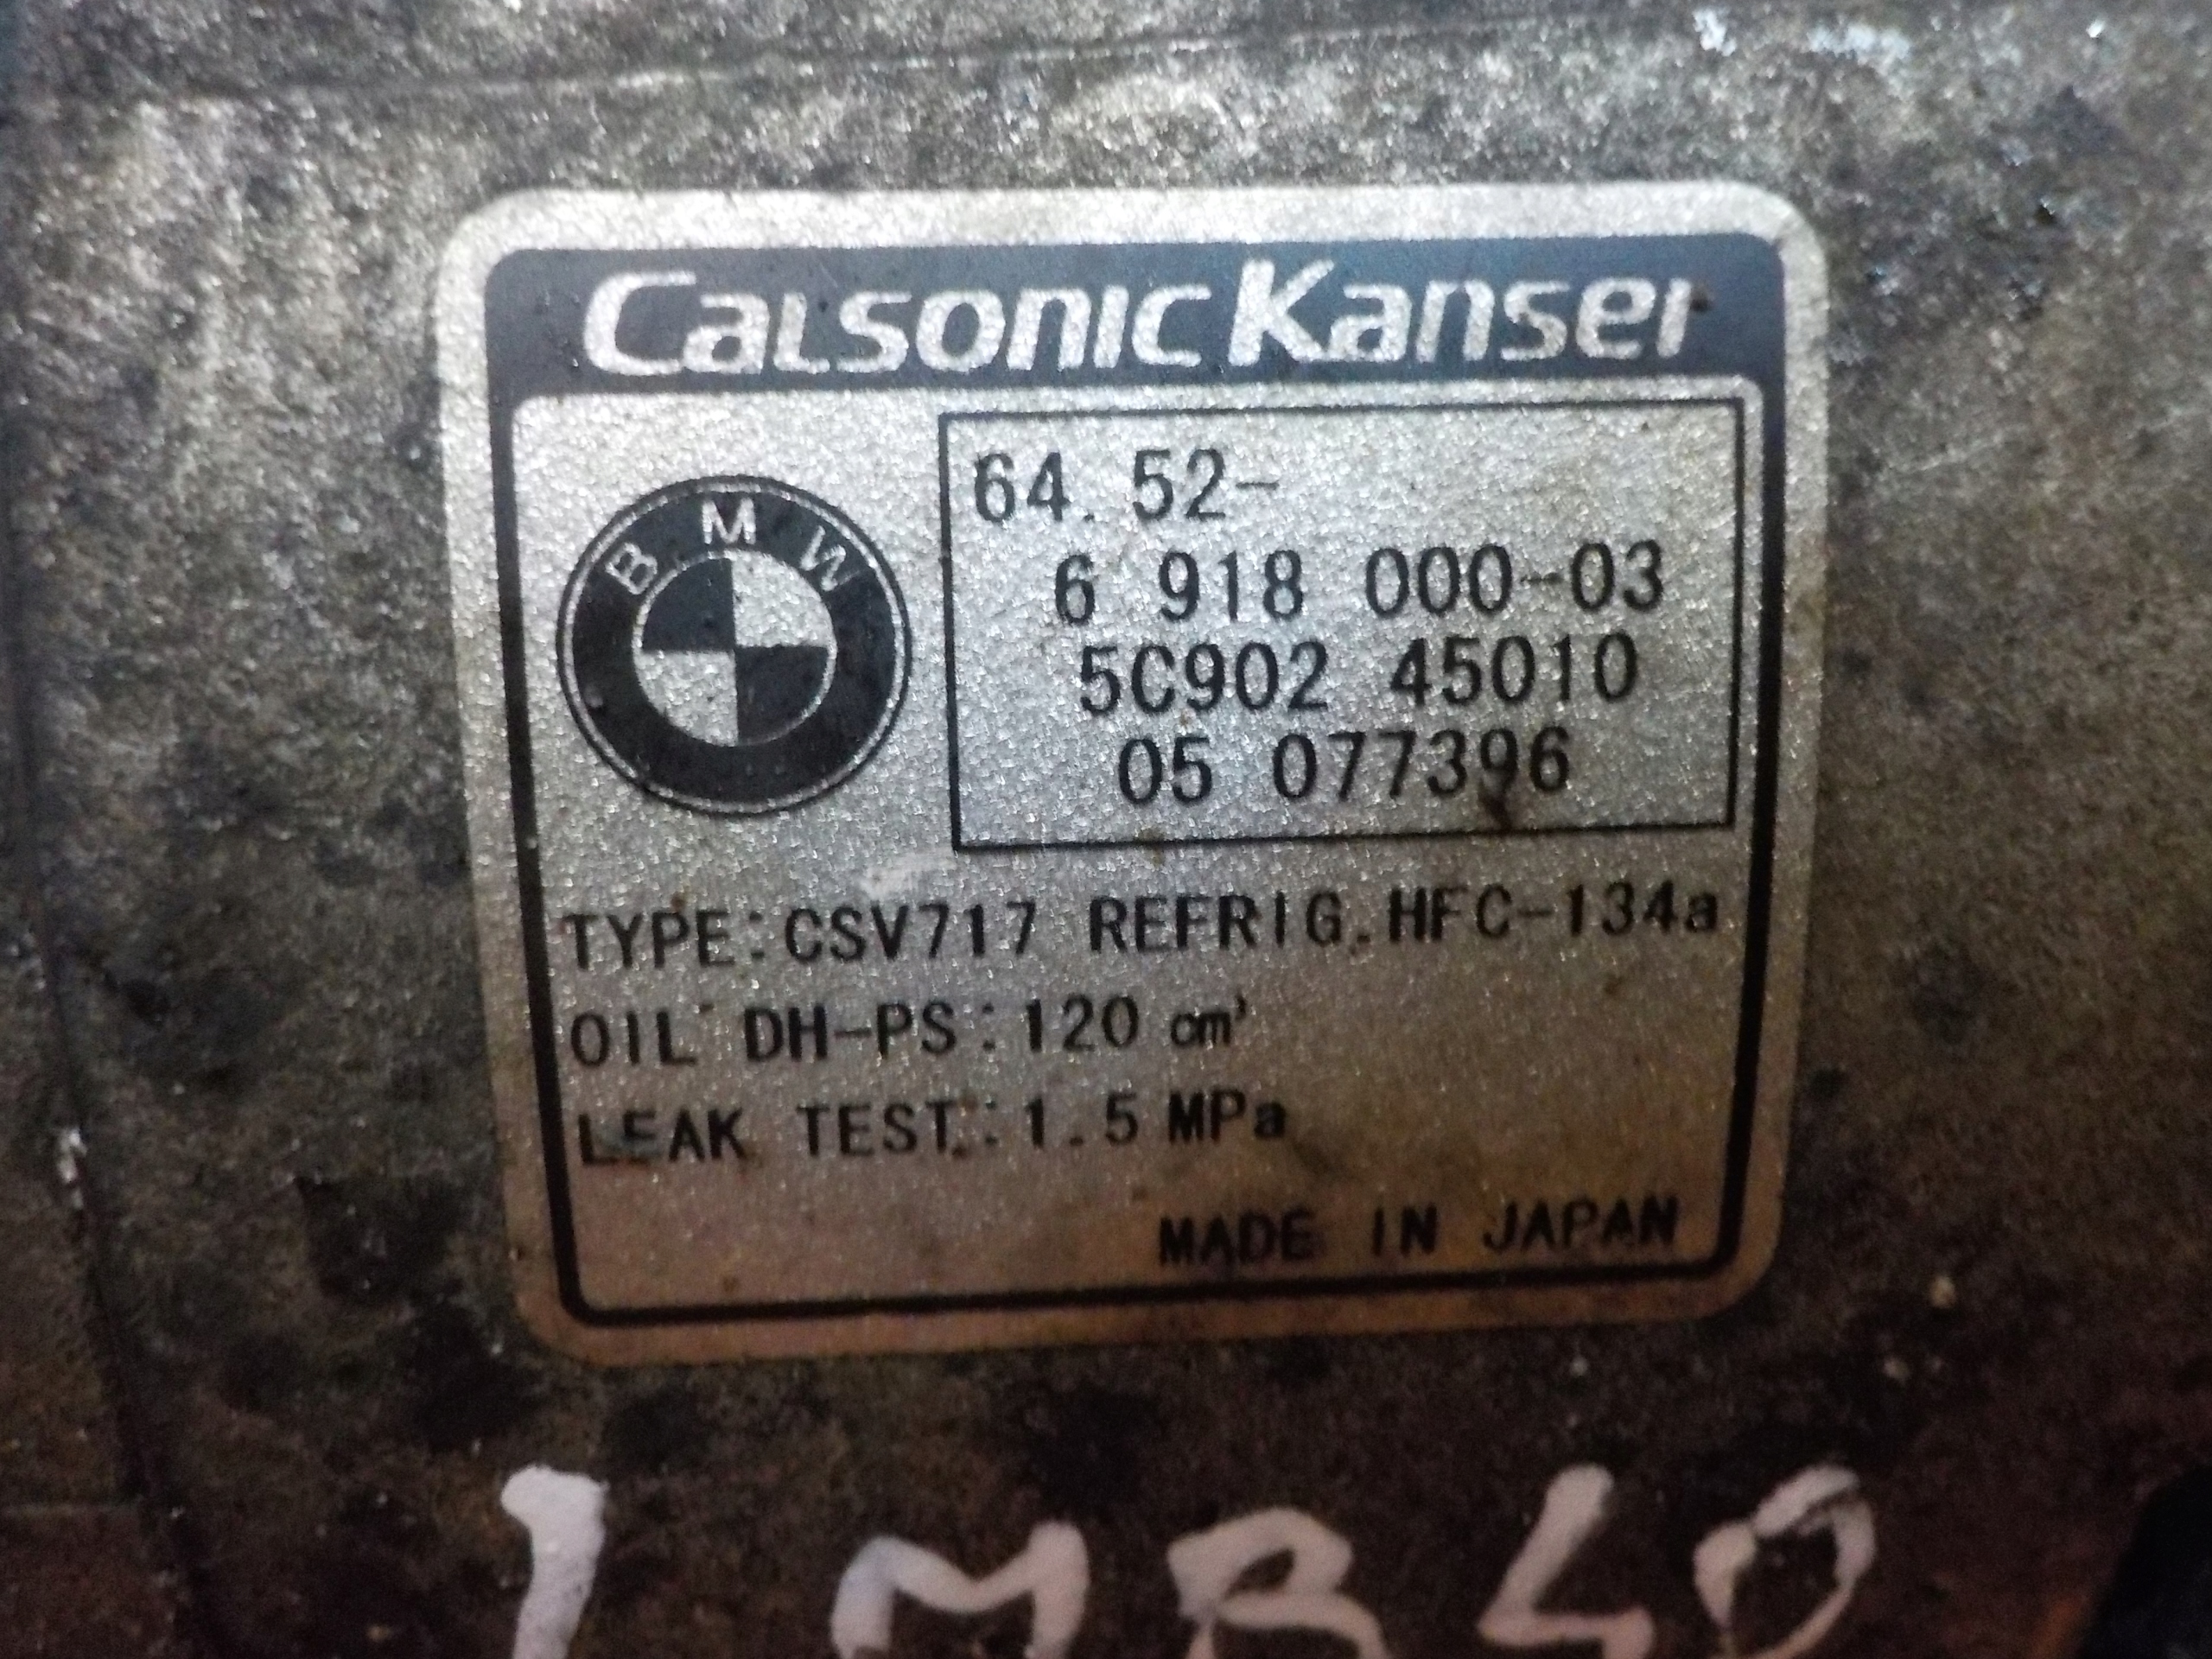 CalsonicKansei
BMW
64. 52-
6 918 000-03
5C902 45010
05 077396
TYPE:CSV717 REFRIG.HFC-134a
OIL DH-PS:120 cm³
LEAK TEST:1.5 MPa
MADE IN JAPAN